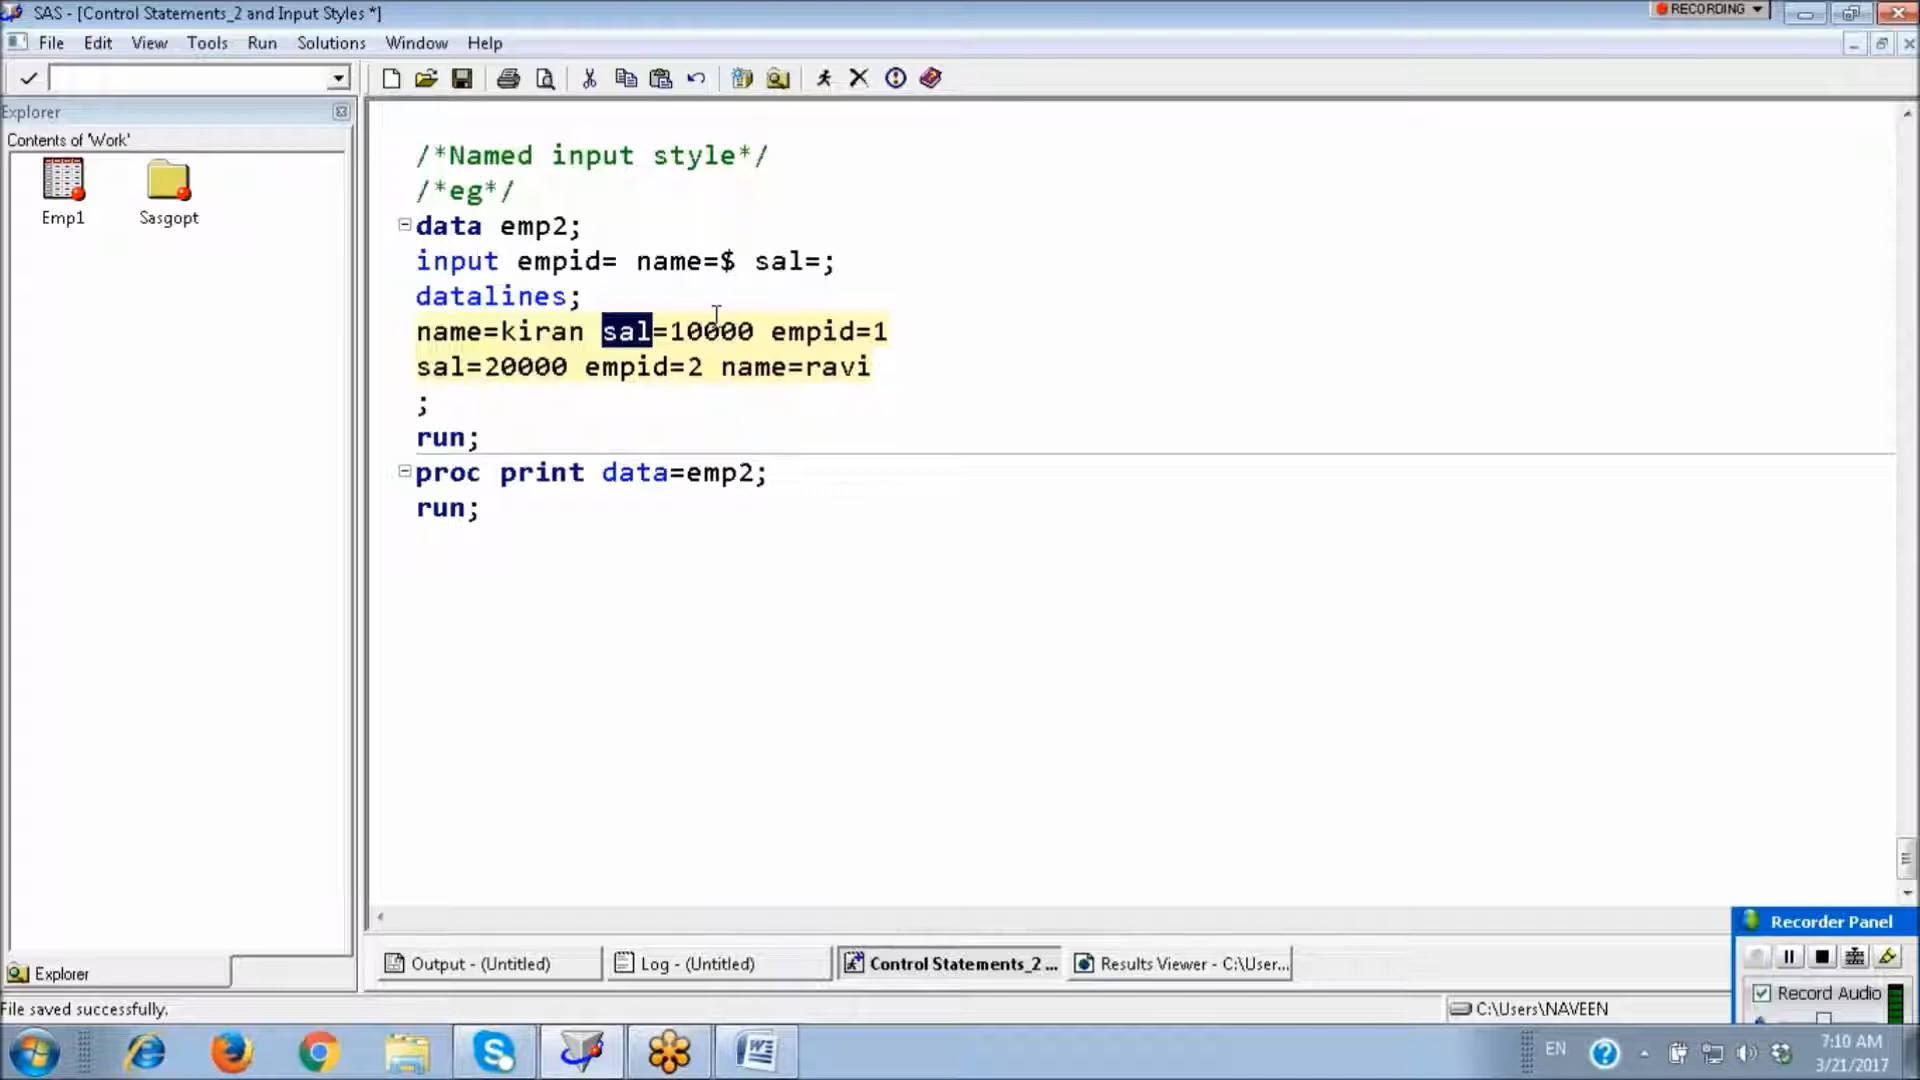 SAS - [Control Statements_2 and Input Styles *]
RECORDING
File Edit View Tools Run Solutions Window Help
Explorer
Contents of 'Work'
Emp1 Sasgopt
/*Named input style*/
/*eg*/
data emp2;
input empid= name=$ sal=;
datalines;
name=kiran sal=10000 empid=1
sal=20000 empid=2 name=ravi
;
run;
proc print data=emp2;
run;
Recorder Panel
Record Audio
Explorer
Output - (Untitled) Log - (Untitled) Control Statements_2 ... Results Viewer - C:\User...
File saved successfully. C:\Users\NAVEEN
EN
7:10 AM
3/21/2017